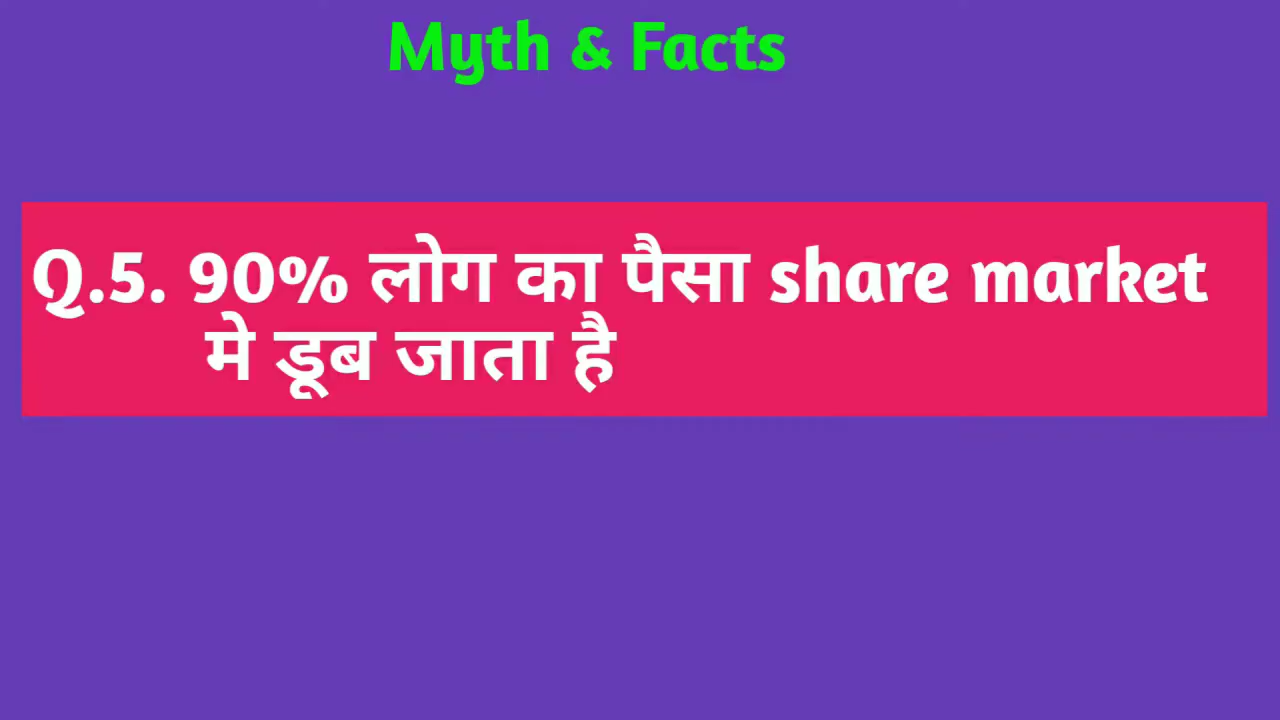 Myth & Facts
Q.5. 90% लोग का पैसा share market
मे डूब जाता है